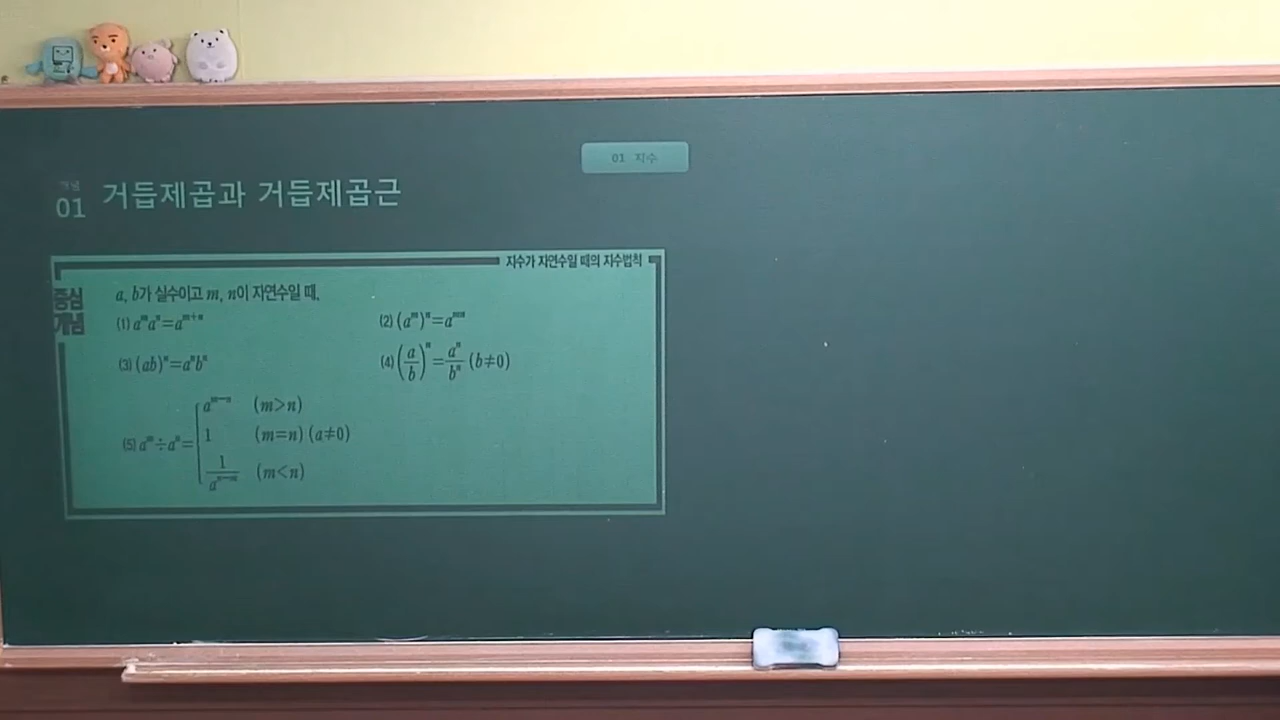 01 지수
개념
01 거듭제곱과 거듭제곱근
지수가 자연수일 때의 지수법칙
중심
개념
a, b가 실수이고 m, n이 자연수일 때,
(1) a^m a^n = a^{m+n}
(2) (a^m)^n = a^{mn}
(3) (ab)^n = a^n b^n
(4) (a/b)^n = a^n/b^n (b≠0)
(5) a^m ÷ a^n =
a^{m-n} (m>n)
1 (m=n) (a≠0)
1/a^{n-m} (m<n)